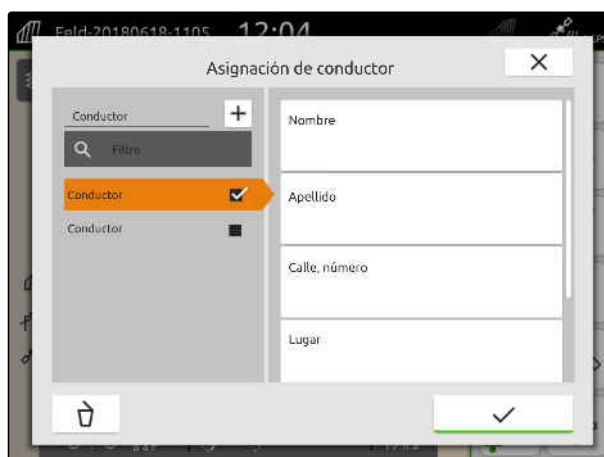 Feld-20180618-1105 12:04
Asignación de conductor
Conductor
+
Filtro
Conductor
Conductor
Nombre
Apellido
Calle, número
Lugar